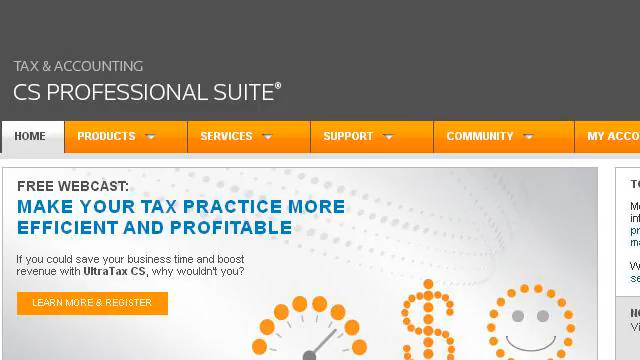 TAX & ACCOUNTING
CS PROFESSIONAL SUITE®
HOME PRODUCTS SERVICES SUPPORT COMMUNITY MY ACCO
FREE WEBCAST:
MAKE YOUR TAX PRACTICE MORE
EFFICIENT AND PROFITABLE
If you could save your business time and boost
revenue with UltraTax CS, why wouldn't you?
LEARN MORE & REGISTER